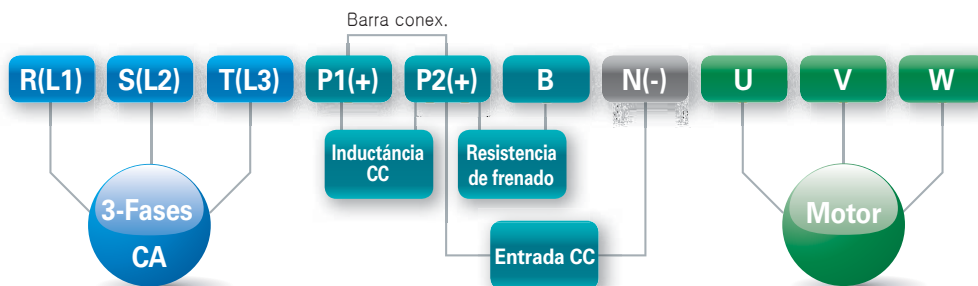 Barra conex.
R(L1) S(L2) T(L3) P1(+) P2(+) B N(-) U V W
Inductáncia
CC
Resistencia
de frenado
3-Fases
CA
Motor
Entrada CC